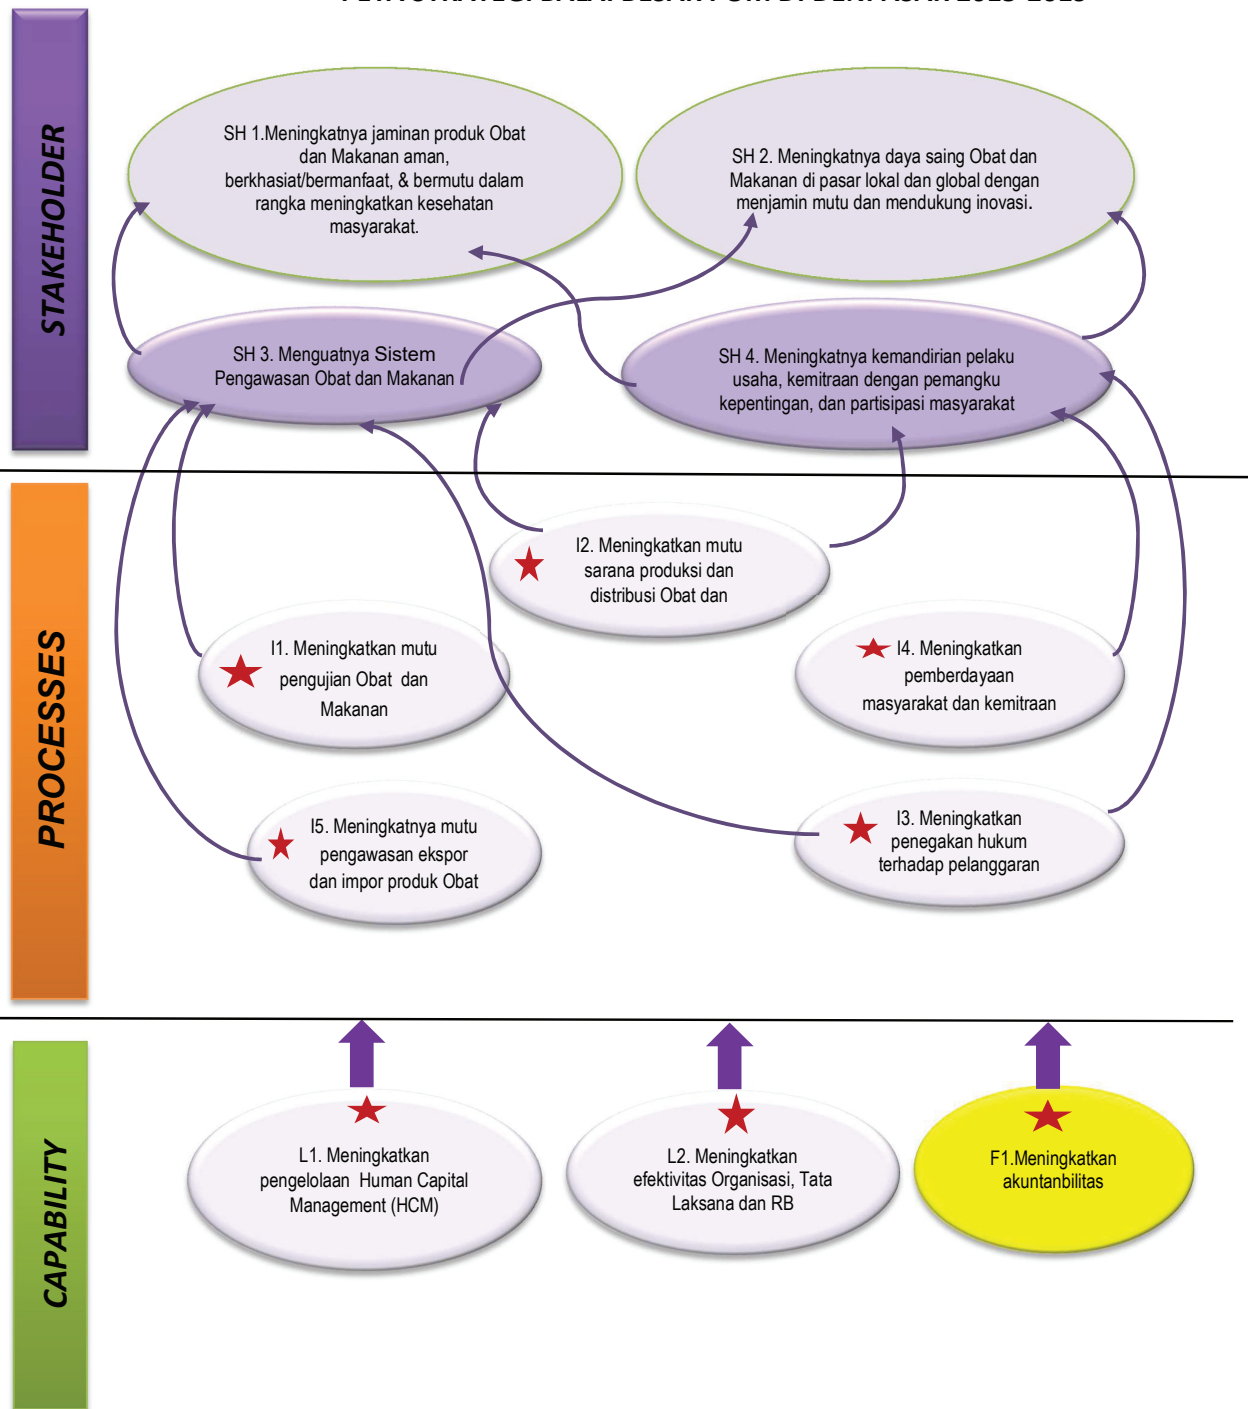 STAKEHOLDER
SH 1.Meningkatnya jaminan produk Obat
dan Makanan aman,
berkhasiat/bermanfaat, & bermutu dalam
rangka meningkatkan kesehatan
masyarakat.
SH 2. Meningkatnya daya saing Obat dan
Makanan di pasar lokal dan global dengan
menjamin mutu dan mendukung inovasi.
SH 3. Menguatnya Sistem
Pengawasan Obat dan Makanan
SH 4. Meningkatnya kemandirian pelaku
usaha, kemitraan dengan pemangku
kepentingan, dan partisipasi masyarakat
PROCESSES
I2. Meningkatkan mutu
sarana produksi dan
distribusi Obat dan
I1. Meningkatkan mutu
pengujian Obat dan
Makanan
I4. Meningkatkan
pemberdayaan
masyarakat dan kemitraan
I5. Meningkatnya mutu
pengawasan ekspor
dan impor produk Obat
I3. Meningkatkan
penegakan hukum
terhadap pelanggaran
CAPABILITY
L1. Meningkatkan
pengelolaan Human Capital
Management (HCM)
L2. Meningkatkan
efektivitas Organisasi, Tata
Laksana dan RB
F1.Meningkatkan
akuntanbilitas